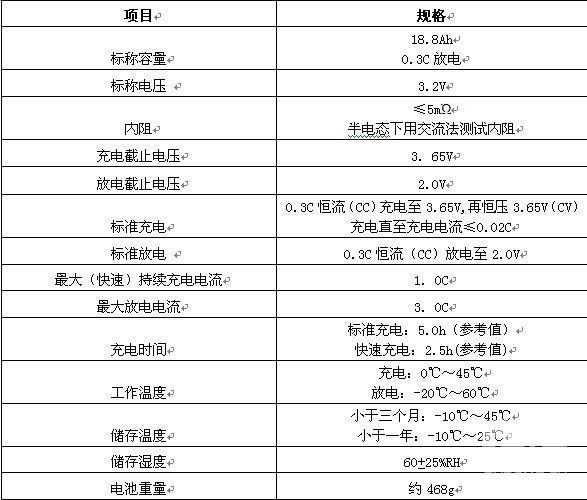 项目 规格
18.8Ah
标称容量 0.3C 放电
标称电压 3.2V
≤5mΩ
内阻 半电态下用交流法测试内阻
充电截止电压 3. 65V
放电截止电压 2.0V
0.3C 恒流(CC)充电至 3.65V,再恒压 3.65V(CV)
标准充电 充电直至充电电流≤0.02C
标准放电 0.3C 恒流（CC）放电至 2.0V
最大（快速）持续充电电流 1. 0C
最大放电电流 3. 0C
标准充电：5.0h（参考值）
充电时间 快速充电：2.5h(参考值)
充电：0℃～45℃
工作温度 放电：-20℃～60℃
小于三个月：-10℃～45℃
储存温度 小于一年：-10℃～25℃
储存湿度 60±25%RH
电池重量 约 468g